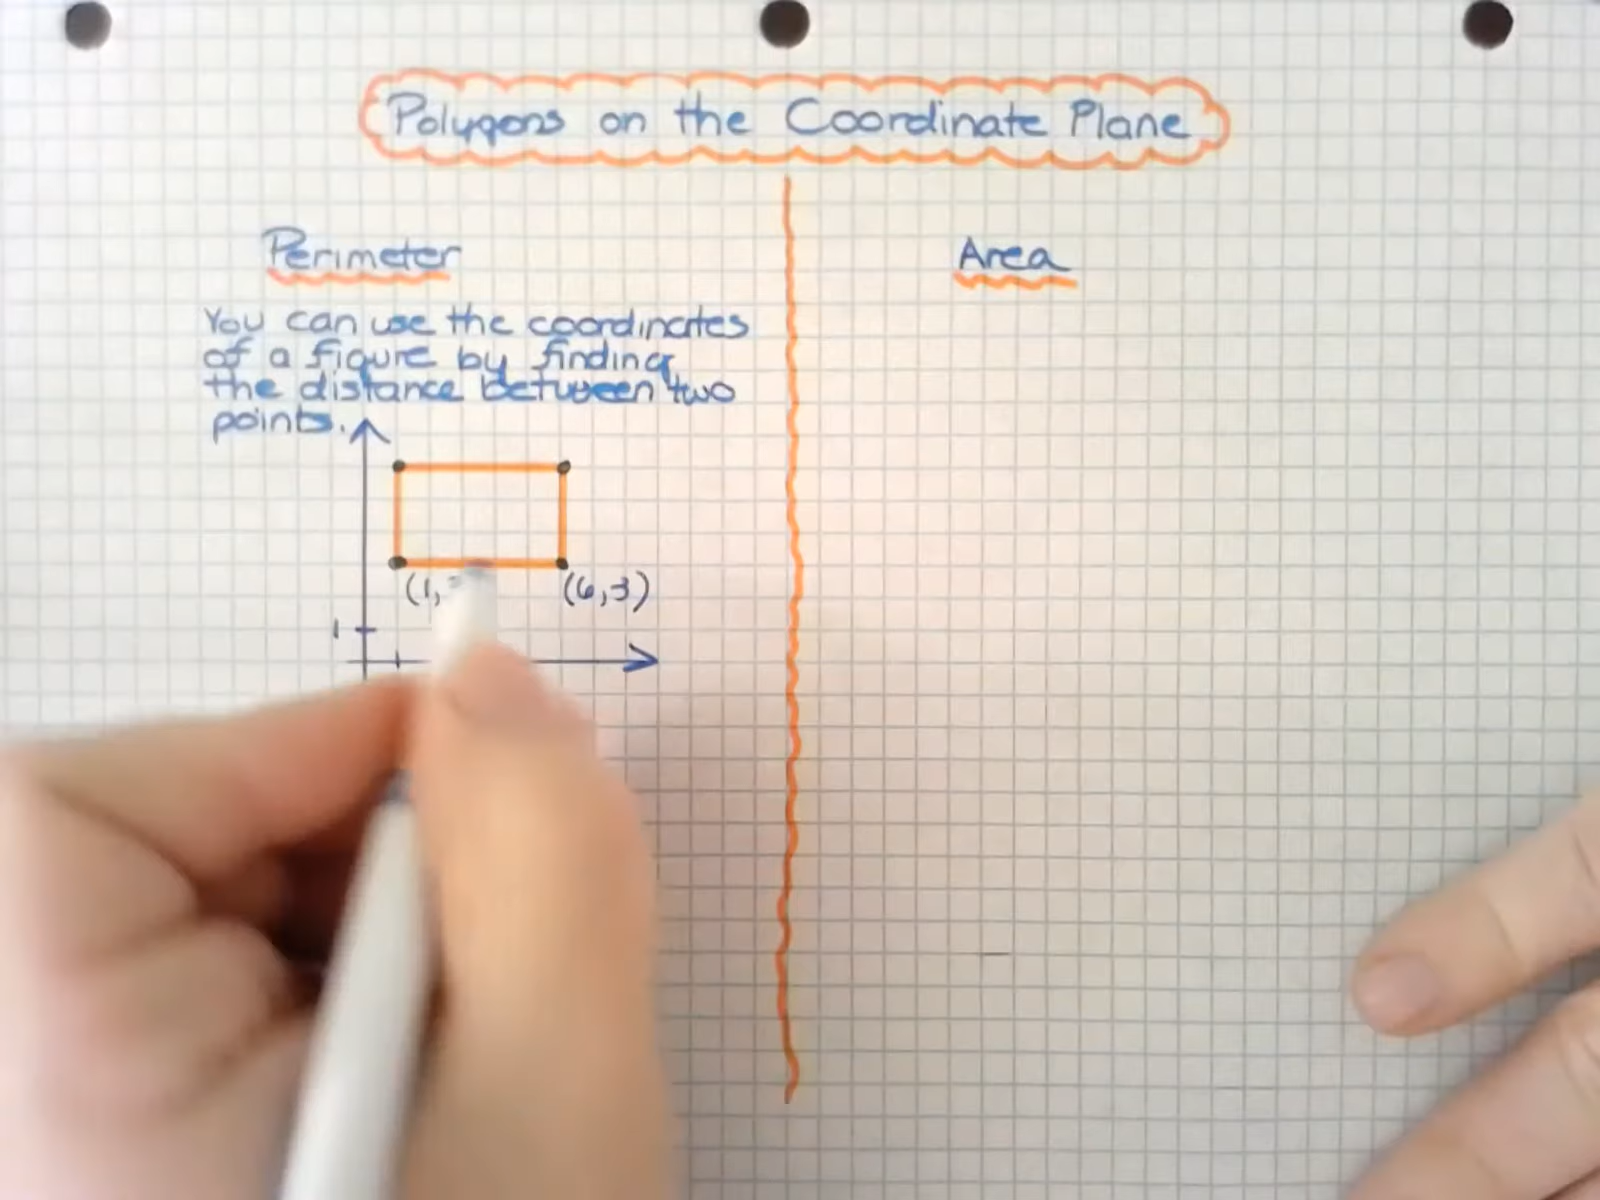 Polygons on the Coordinate Plane
Perimeter
You can use the coordinates
of a figure by finding
the distance between two
points.
(1,
(6,3)
1
Area